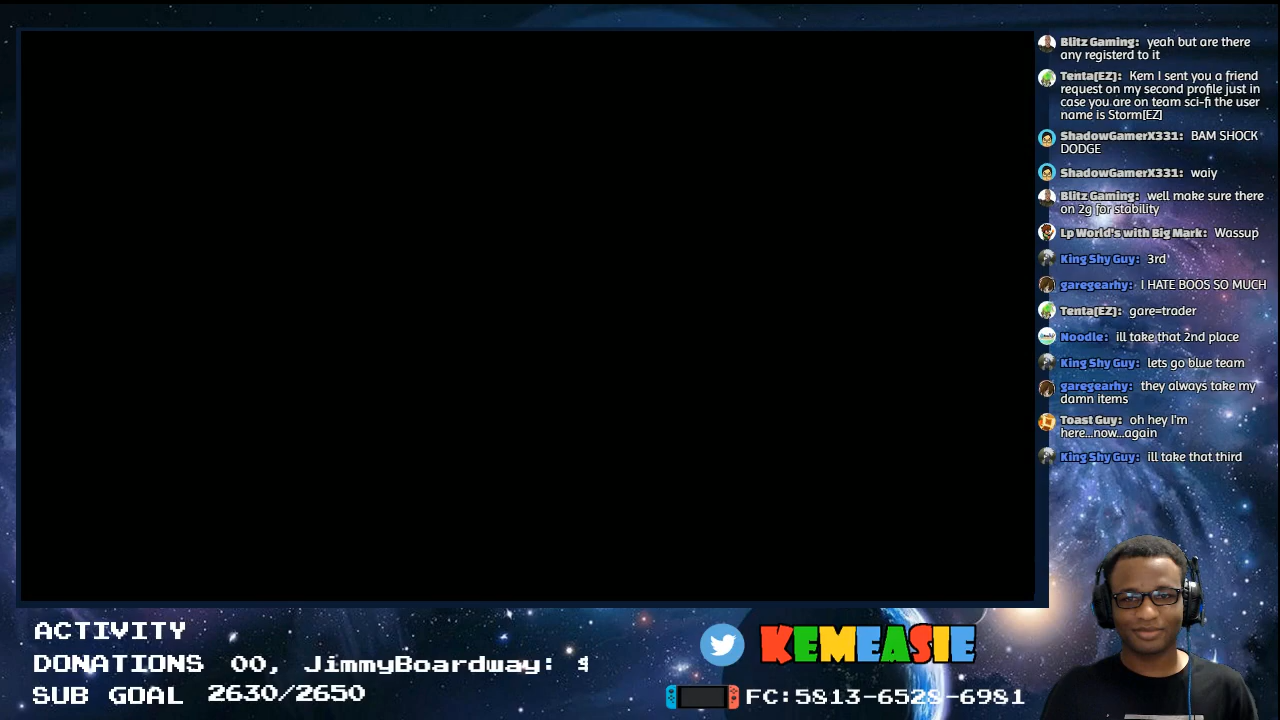 Blitz Gaming: yeah but are there
any registerd to it
Tenta[EZ]: Kem I sent you a friend
request on my second profile just in
case you are on team sci-fi the user
name is Storm[EZ]
ShadowGamerX331: BAM SHOCK
DODGE
ShadowGamerX331: waiy
Blitz Gaming: well make sure there
on 2g for stability
Lp World's with Big Mark: Wassup
King Shy Guy: 3rd
garegearhy: I HATE BOOS SO MUCH
Tenta[EZ]: gare=trader
Noodle: ill take that 2nd place
King Shy Guy: lets go blue team
garegearhy: they always take my
damn items
Toast Guy: oh hey I'm
here...now...again
King Shy Guy: ill take that third
ACTIVITY
DONATIONS 00, JimmyBoardway:
SUB GOAL 2630/2650
KEMEASIE
FC:5813-6528-6981